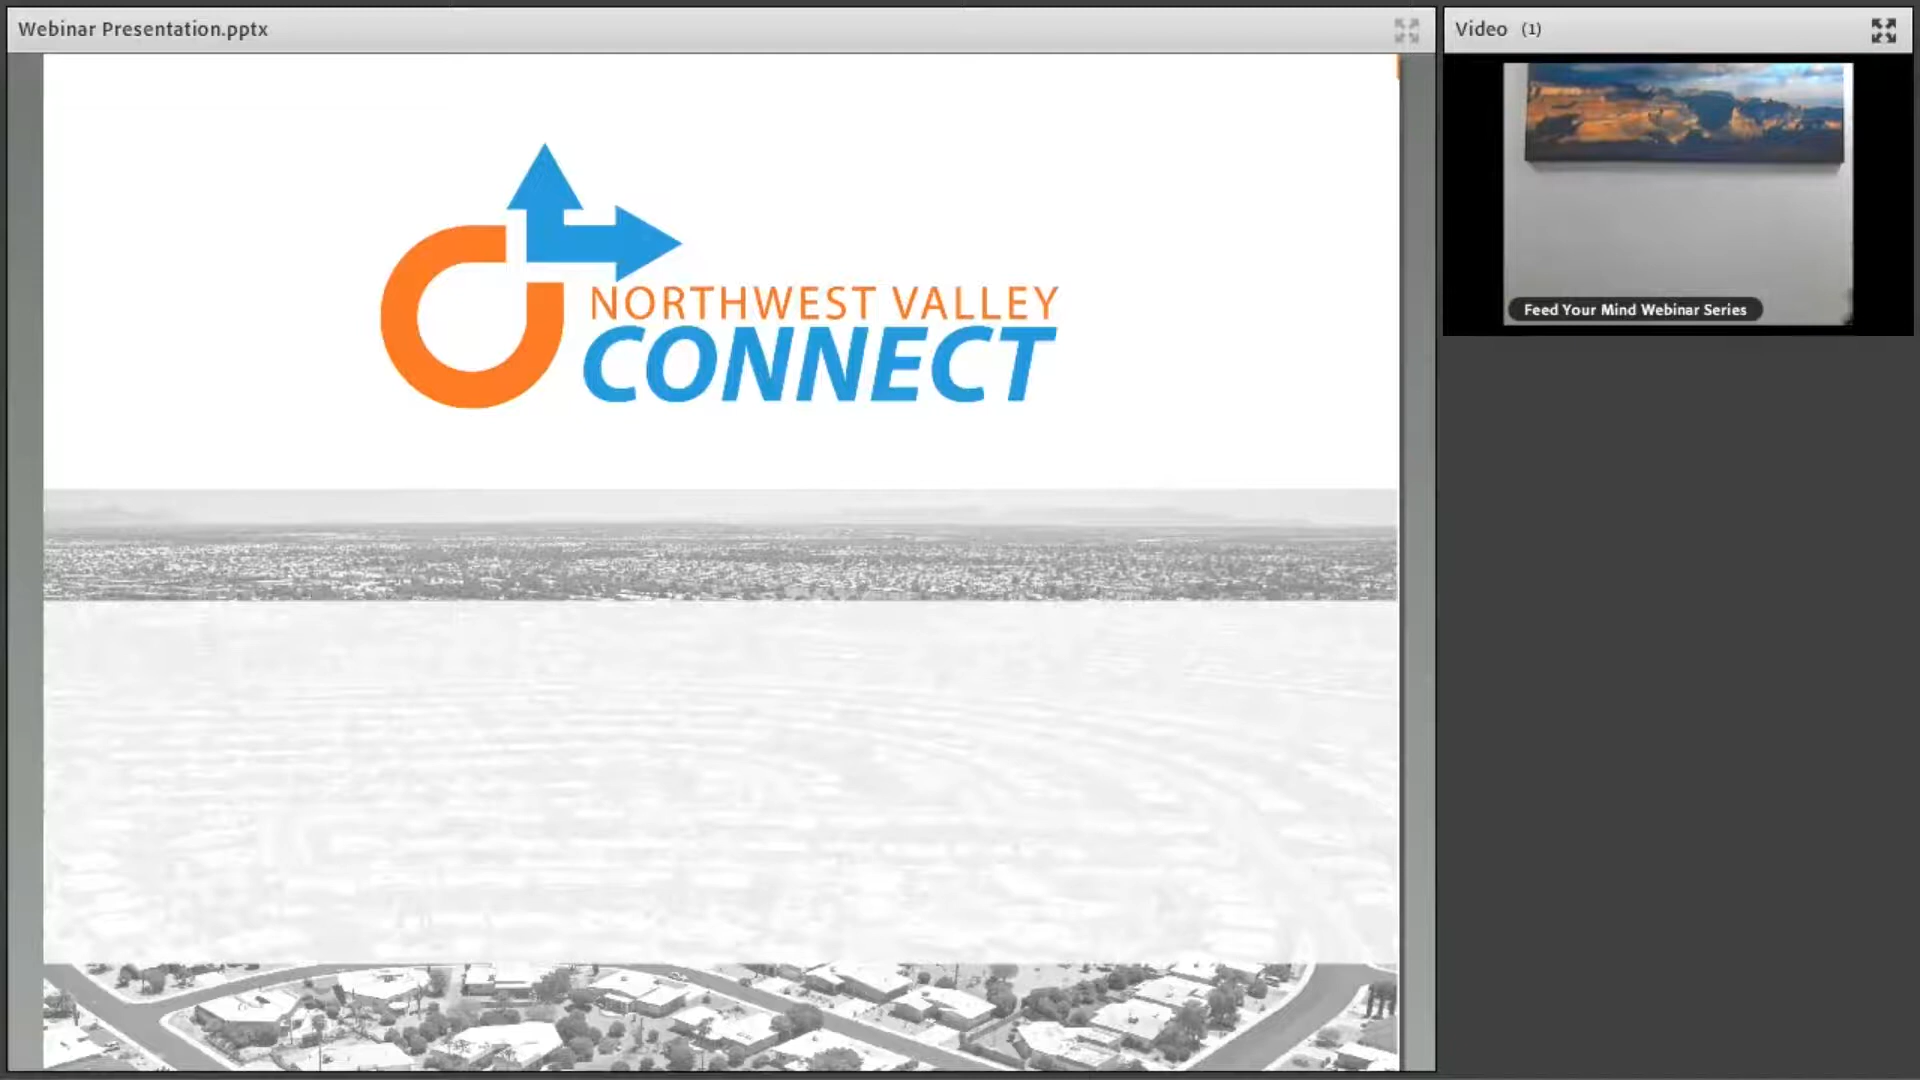 Webinar Presentation.pptx
Video (1)
NORTHWEST VALLEY
CONNECT
Feed Your Mind Webinar Series